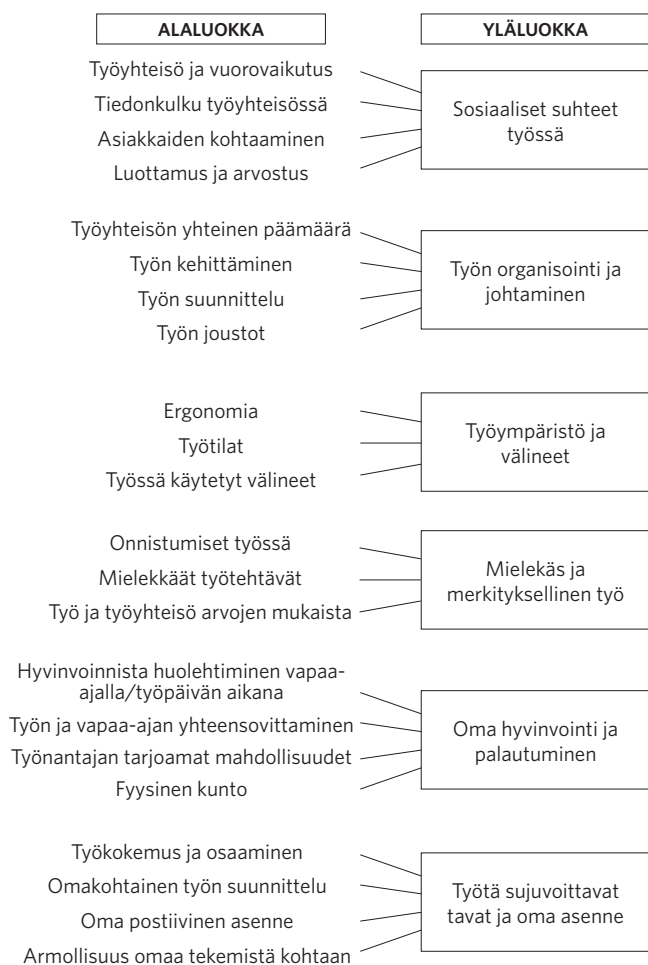 ALALUOKKA
YLÄLUOKKA
Työyhteisö ja vuorovaikutus
Tiedonkulku työyhteisössä
Asiakkaiden kohtaaminen
Luottamus ja arvostus
Sosiaaliset suhteet
työssä
Työyhteisön yhteinen päämäärä
Työn kehittäminen
Työn suunnittelu
Työn joustot
Työn organisointi ja
johtaminen
Ergonomia
Työtilat
Työssä käytetyt välineet
Työympäristö ja
välineet
Onnistumiset työssä
Mielekkäät työtehtävät
Työ ja työyhteisö arvojen mukaista
Mielekäs ja
merkityksellinen työ
Hyvinvoinnista huolehtiminen vapaa-
ajalla/työpäivän aikana
Työn ja vapaa-ajan yhteensovittaminen
Työnantajan tarjoamat mahdollisuudet
Fyysinen kunto
Oma hyvinvointi ja
palautuminen
Työkokemus ja osaaminen
Omakohtainen työn suunnittelu
Oma postiivinen asenne
Armollisuus omaa tekemistä kohtaan
Työtä sujuvoittavat
tavat ja oma asenne